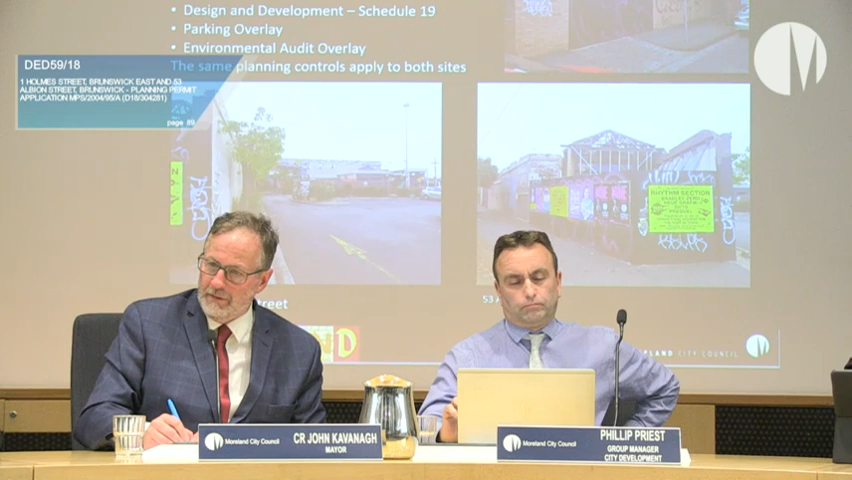 • Design and Development – Schedule 19
• Parking Overlay
• Environmental Audit Overlay
The same planning controls apply to both sites
DED59/18
1 HOLMES STREET, BRUNSWICK EAST AND 53
ALBION STREET, BRUNSWICK - PLANNING PERMIT
APPLICATION MPS/2004/95/A (D18/304281)
page 89
RHYTHM SECTION
53 A
MORELAND CITY COUNCIL
Moreland City Council
CR JOHN KAVANAGH
MAYOR
Moreland City Council
PHILLIP PRIEST
GROUP MANAGER
CITY DEVELOPMENT